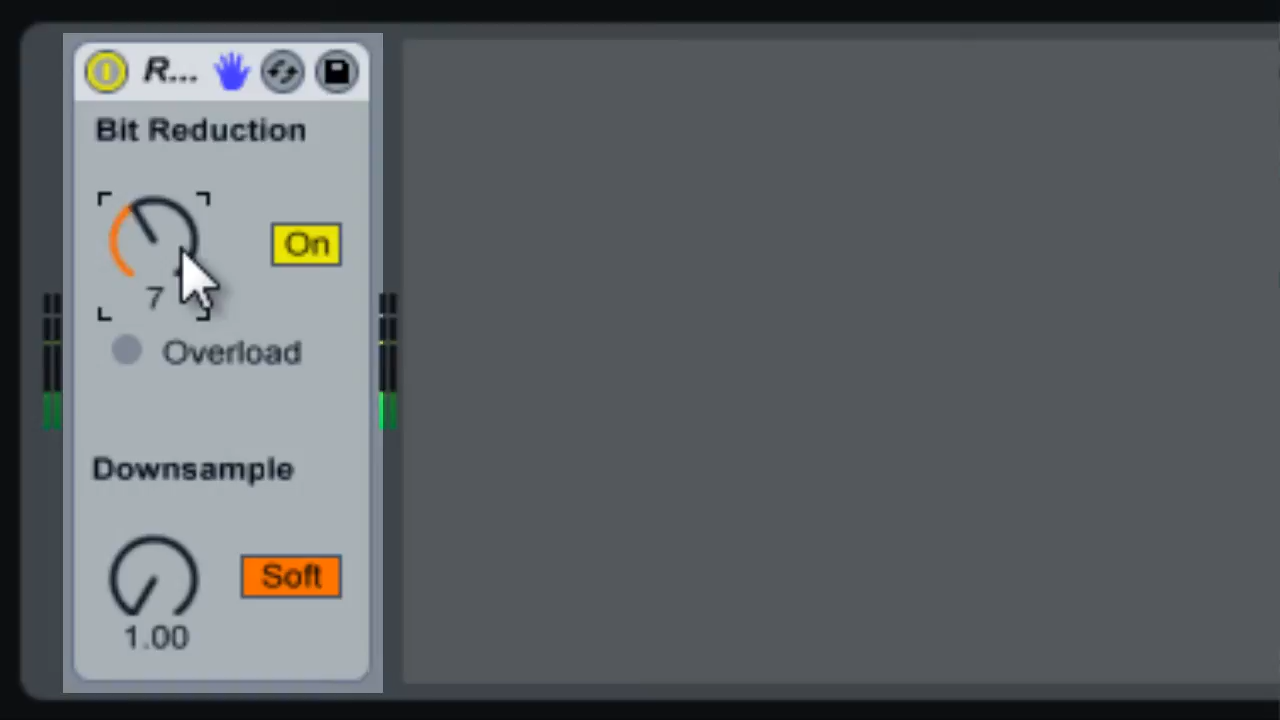 R...
Bit Reduction
On
7
Overload
Downsample
Soft
1.00